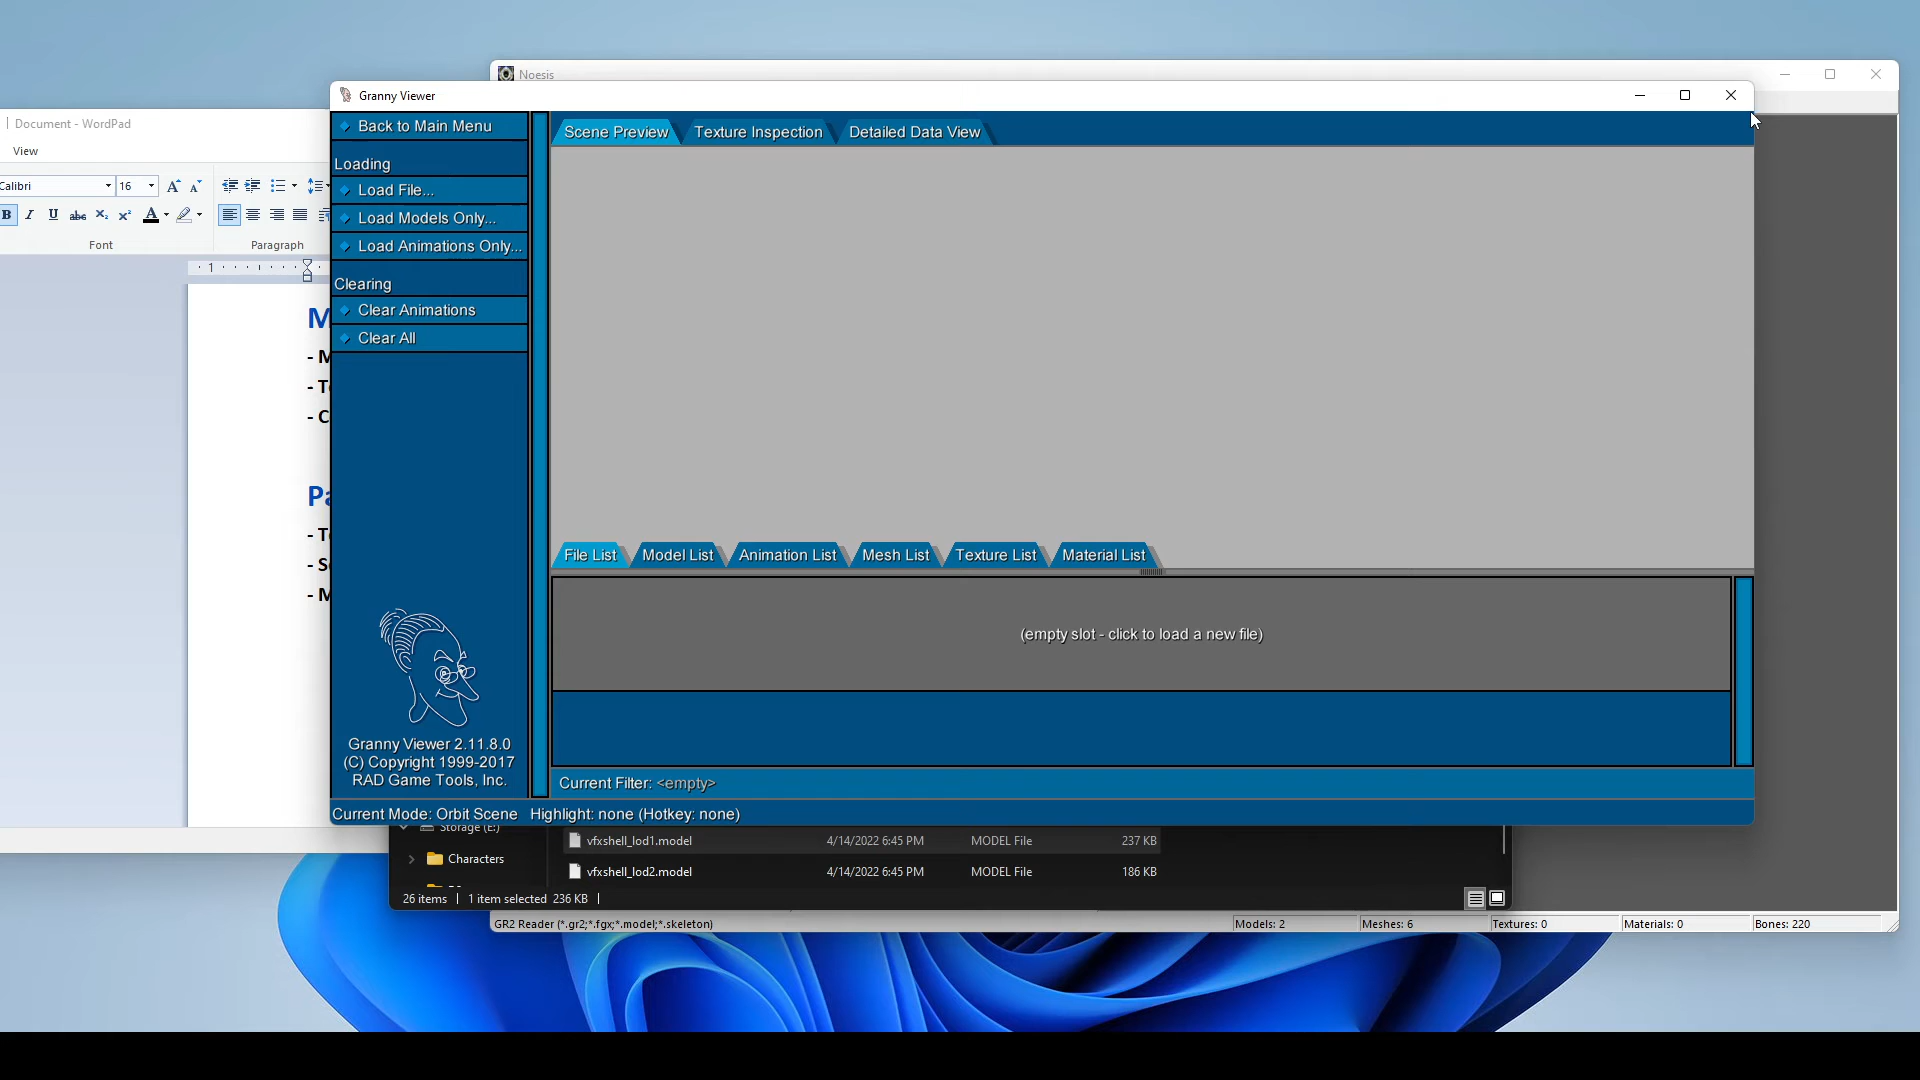 Noesis
Granny Viewer
Document - WordPad
View
Calibri
16
B I U abc X₂ X² A
Font
Paragraph
1
M
- M
- T
- C
Pa
- T
- S
- M
Back to Main Menu
Loading
Load File...
Load Models Only...
Load Animations Only...
Clearing
Clear Animations
Clear All
Granny Viewer 2.11.8.0
(C) Copyright 1999-2017
RAD Game Tools, Inc.
Scene Preview
Texture Inspection
Detailed Data View
File List
Model List
Animation List
Mesh List
Texture List
Material List
(empty slot - click to load a new file)
Current Filter: <empty>
Current Mode: Orbit Scene Highlight: none (Hotkey: none)
Storage (E:)
Characters
vfxshell_lod1.model 4/14/2022 6:45 PM MODEL File 237 KB
vfxshell_lod2.model 4/14/2022 6:45 PM MODEL File 186 KB
26 items
1 item selected 236 KB
GR2 Reader (*.gr2;*.fgx;*.model;*.skeleton)
Models: 2
Meshes: 6
Textures: 0
Materials: 0
Bones: 220